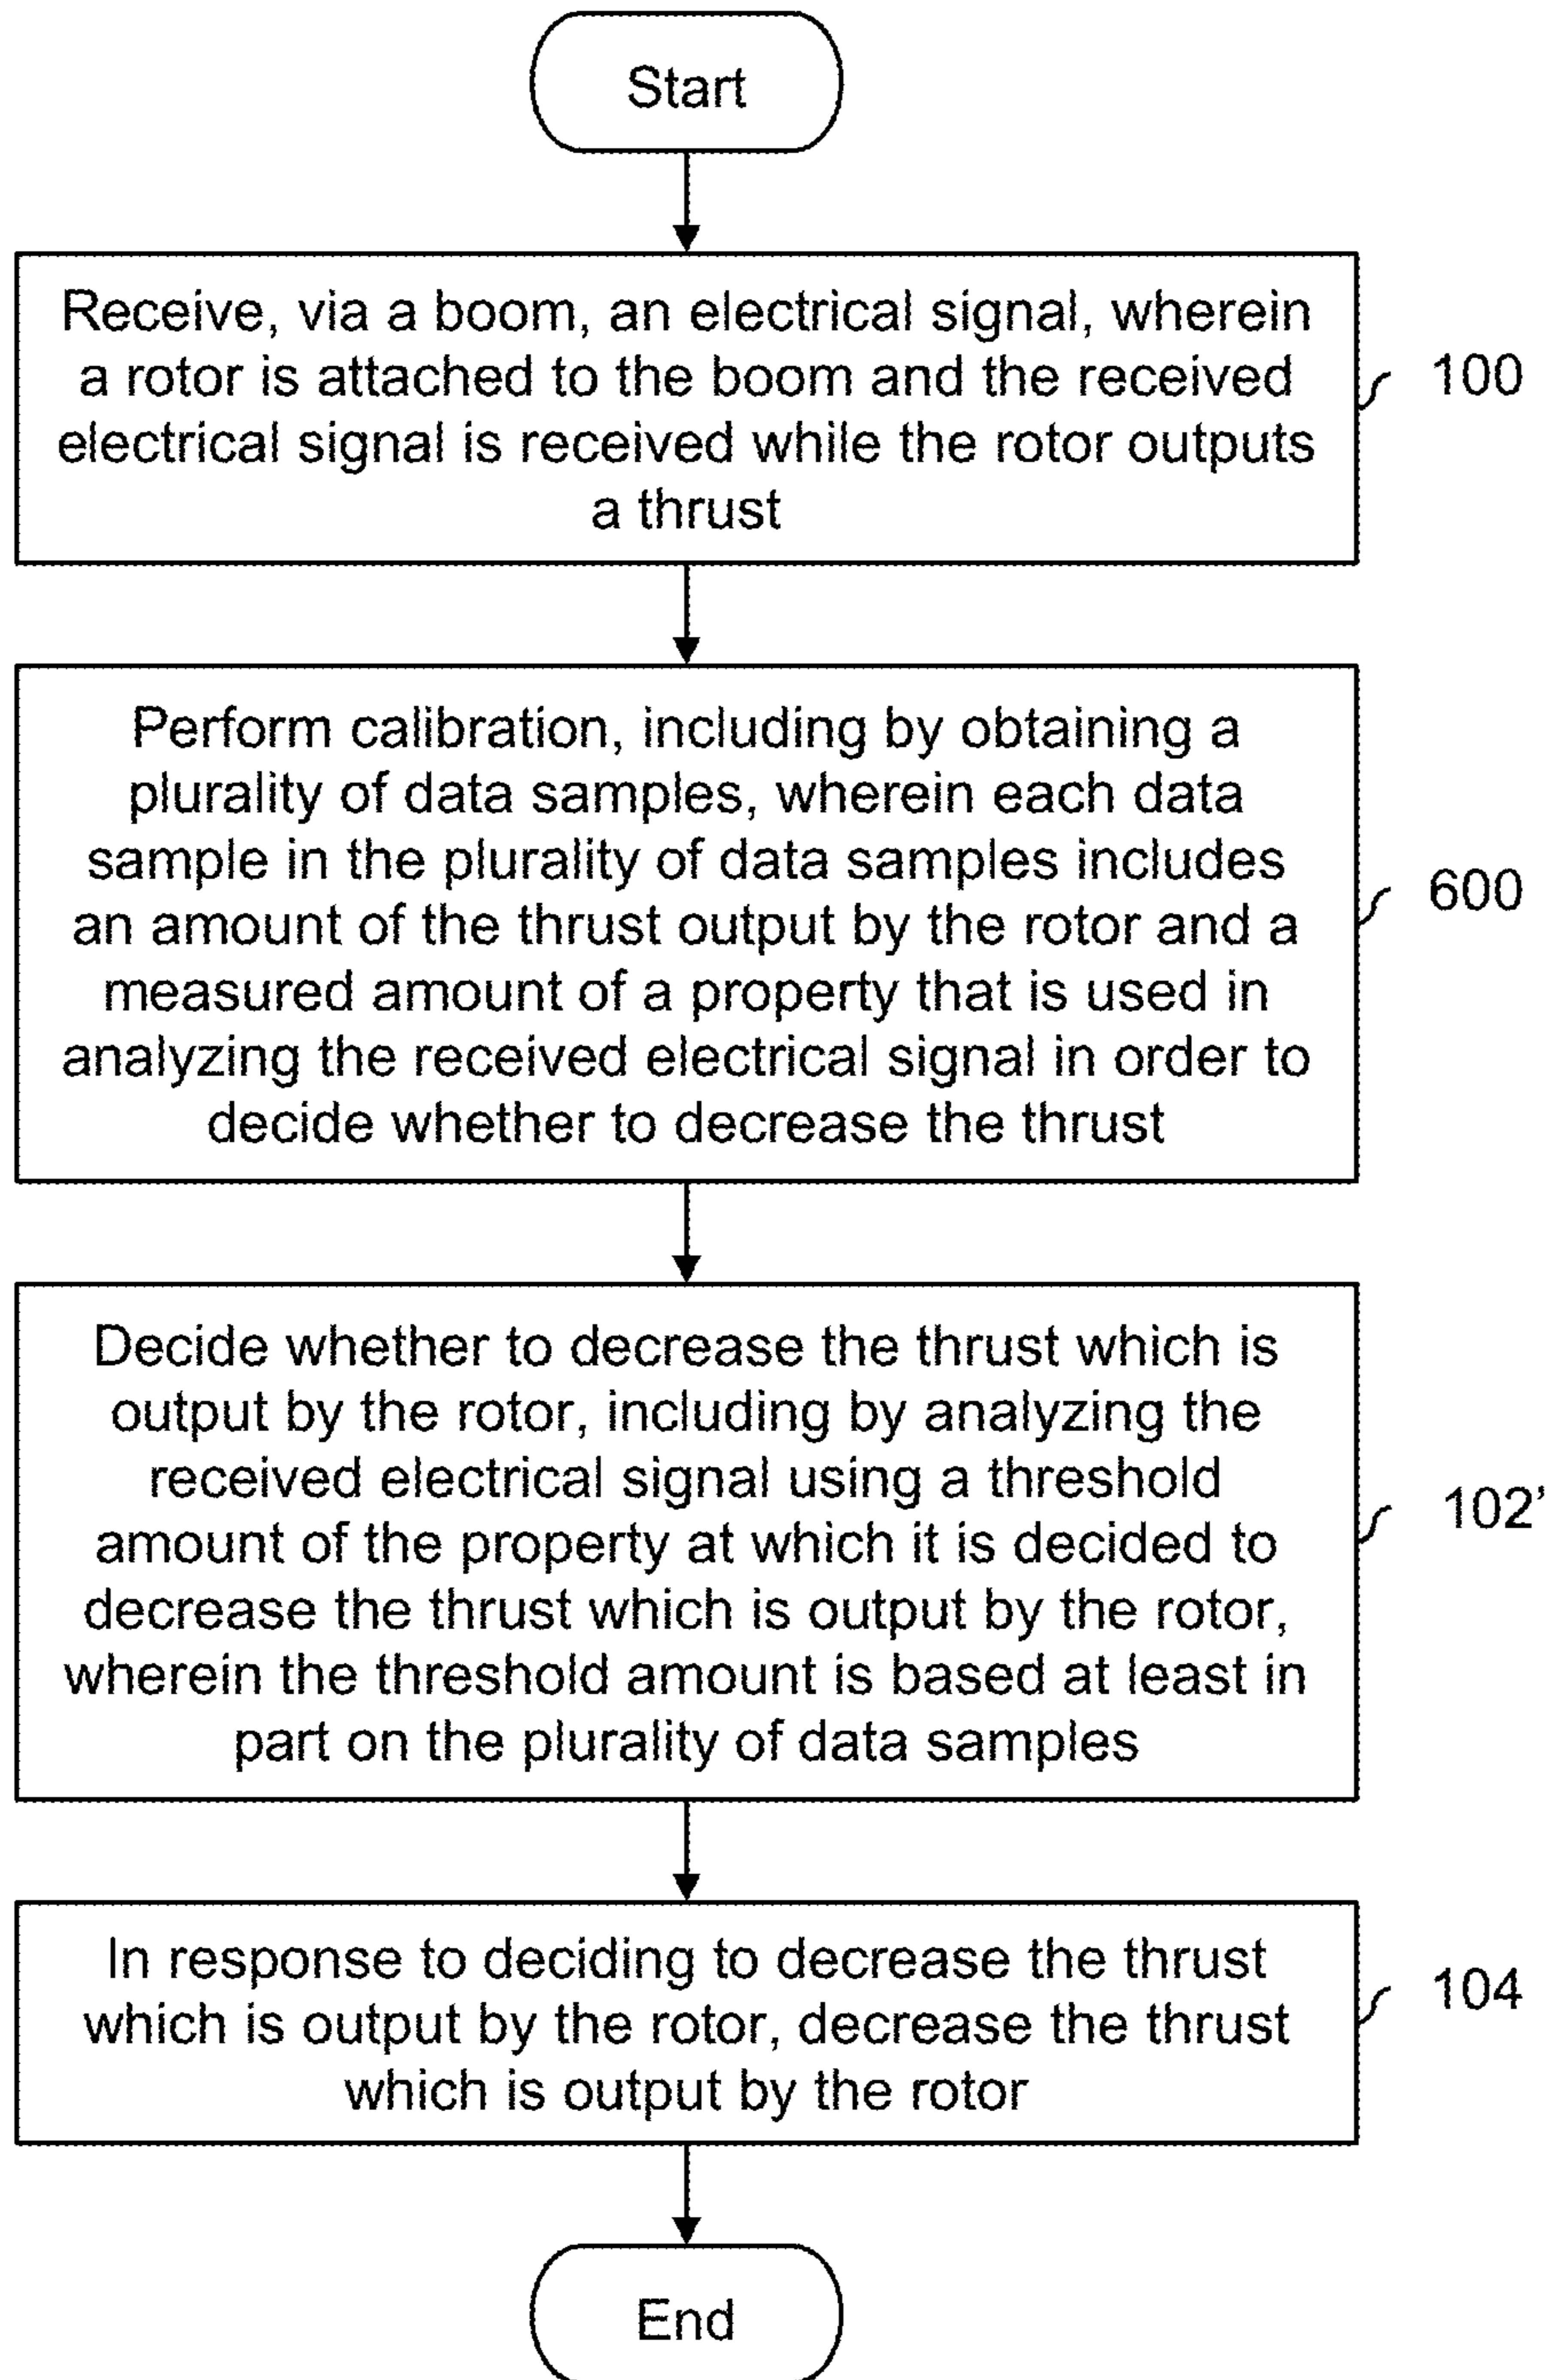 Start
Receive, via a boom, an electrical signal, wherein
a rotor is attached to the boom and the received
electrical signal is received while the rotor outputs
a thrust
100
Perform calibration, including by obtaining a
plurality of data samples, wherein each data
sample in the plurality of data samples includes
an amount of the thrust output by the rotor and a
measured amount of a property that is used in
analyzing the received electrical signal in order to
decide whether to decrease the thrust
600
Decide whether to decrease the thrust which is
output by the rotor, including by analyzing the
received electrical signal using a threshold
amount of the property at which it is decided to
decrease the thrust which is output by the rotor,
wherein the threshold amount is based at least in
part on the plurality of data samples
102’
In response to deciding to decrease the thrust
which is output by the rotor, decrease the thrust
which is output by the rotor
104
End